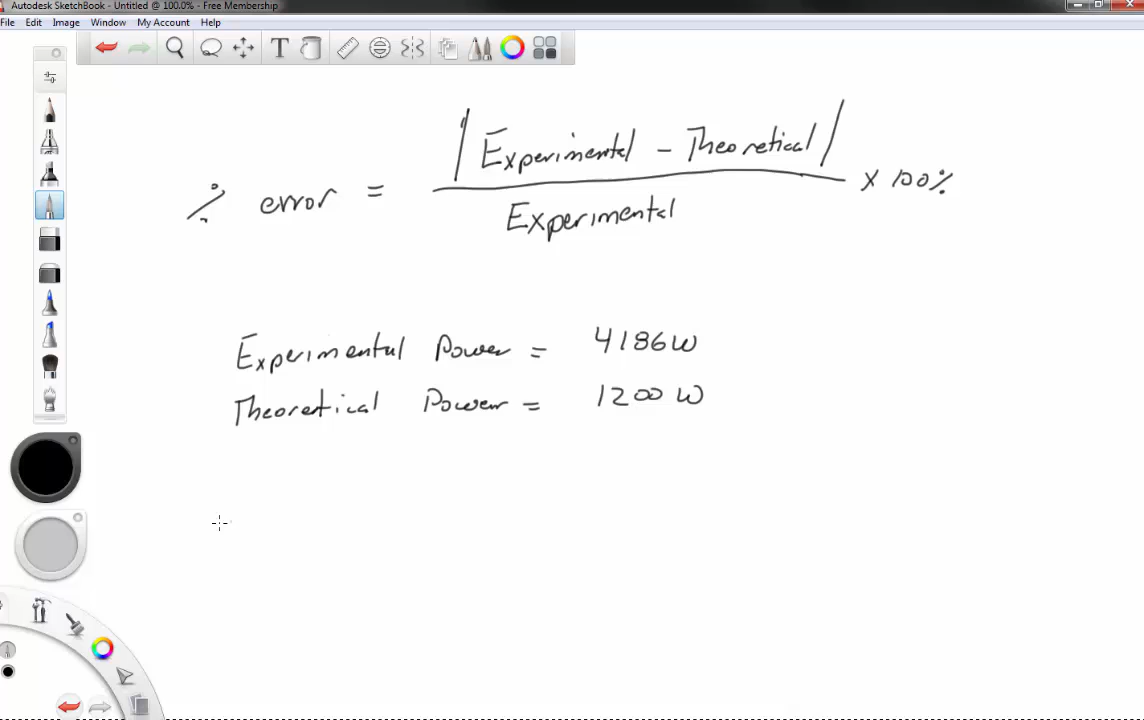 Autodesk SketchBook - Untitled @ 100.0% - Free Membership
File Edit Image Window My Account Help
T
| Experimental - Theoretical |
% error = x 100%
Experimental
Experimental Power = 4186W
Theoretical Power = 1200 W